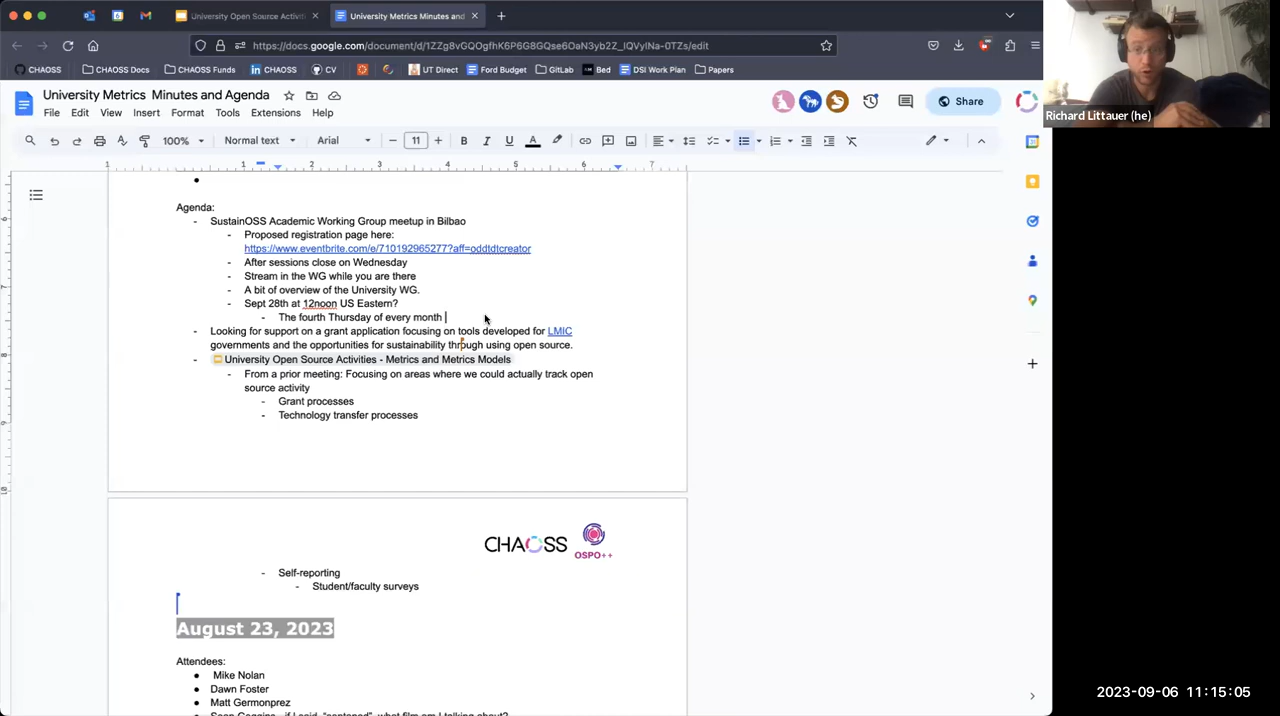 University Open Source Activiti
University Metrics Minutes and
https://docs.google.com/document/d/1ZZg8vGQOgfhK6P6G8GQse6OaN3yb2Z_IQVyINa-0TZs/edit
CHAOSS
CHAOSS Docs
CHAOSS Funds
CHAOSS
CV
UT Direct
Ford Budget
GitLab
Bed
DSI Work Plan
Papers
University Metrics Minutes and Agenda
File Edit View Insert Format Tools Extensions Help
Share
100% Normal text Arial 11
1 1 2 3 4 5 6 7
Agenda:
- SustainOSS Academic Working Group meetup in Bilbao
- Proposed registration page here:
https://www.eventbrite.com/e/710192965277?aff=oddtdtcreator
- After sessions close on Wednesday
- Stream in the WG while you are there
- A bit of overview of the University WG.
- Sept 28th at 12noon US Eastern?
- The fourth Thursday of every month
- Looking for support on a grant application focusing on tools developed for LMIC
governments and the opportunities for sustainability through using open source.
- University Open Source Activities - Metrics and Metrics Models
- From a prior meeting: Focusing on areas where we could actually track open
source activity
- Grant processes
- Technology transfer processes
CHAOSS
OSPO++
- Self-reporting
- Student/faculty surveys
August 23, 2023
Attendees:
● Mike Nolan
● Dawn Foster
● Matt Germonprez
Richard Littauer (he)
2023-09-06 11:15:05